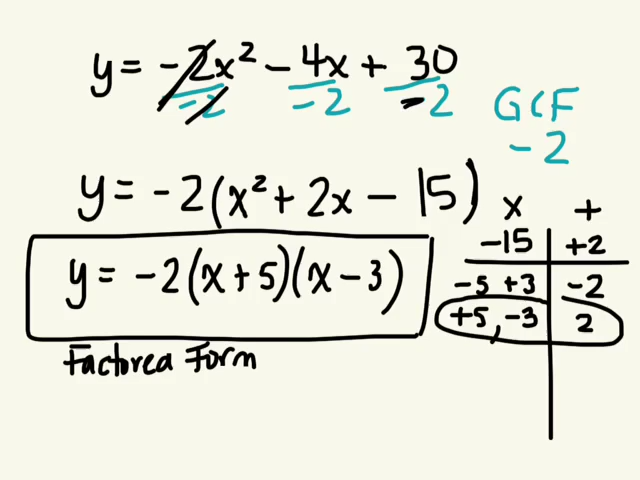 y = -2x² - 4x + 30
-2 -2 -2
GCF
-2
y = -2(x² + 2x - 15)
x +
-15 +2
y = -2(x+5)(x-3)
-5 +3 -2
+5, -3 2
Factored Form